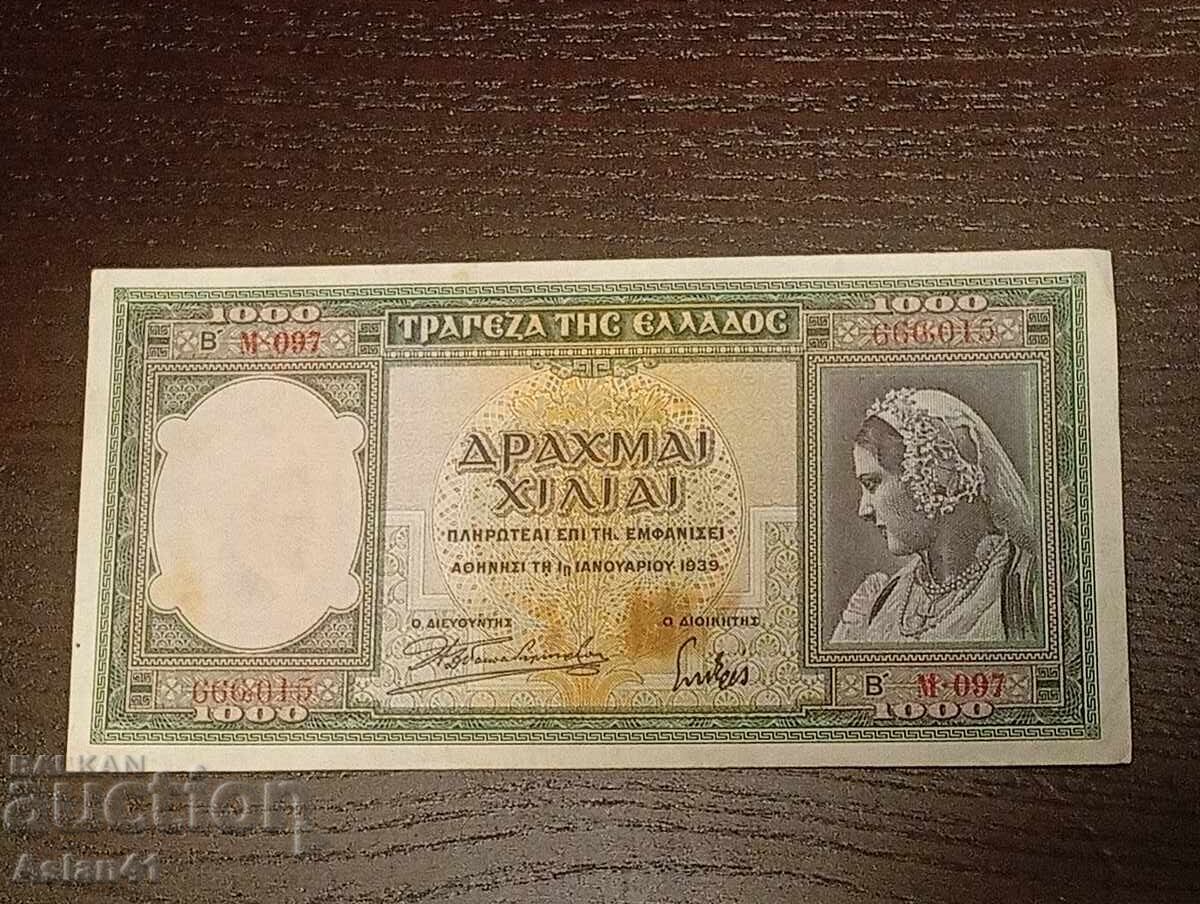 1000 1000
ΤΡΑΠΕΖΑ ΤΗΣ ΕΛΛΑΔΟΣ
Β΄ Μ-097 666015
ΔΡΑΧΜΑΙ
ΧΙΛΙΑΙ
ΠΛΗΡΩΤΕΑΙ ΕΠΙ ΤΗ ΕΜΦΑΝΙΣΕΙ
ΑΘΗΝΗΣΙ ΤΗ 1η ΙΑΝΟΥΑΡΙΟΥ 1939
Ο ΔΙΕΥΘΥΝΤΗΣ Ο ΔΙΟΙΚΗΤΗΣ
666015 Β΄ Μ-097
1000 1000
BALKAN
auction
Aslan41